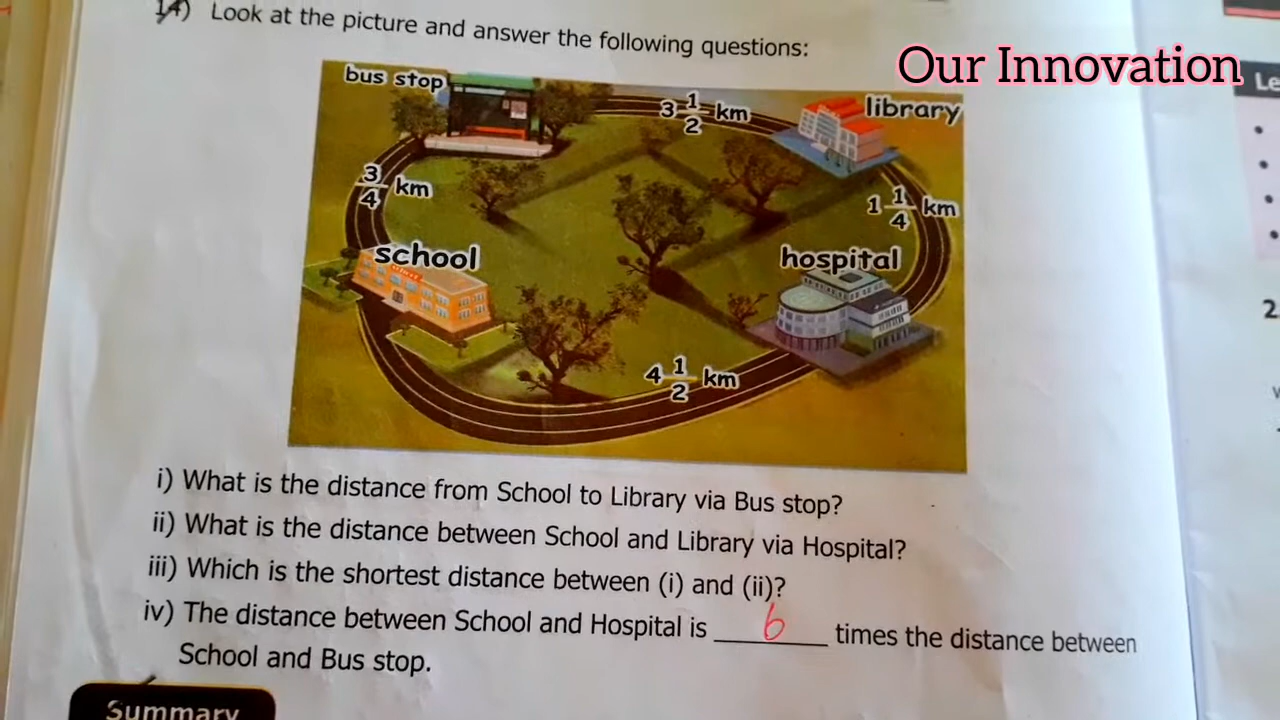 14) Look at the picture and answer the following questions:
Our Innovation
bus stop
3 1/2 km
library
3/4 km
1 1/4 km
school
hospital
4 1/2 km
i) What is the distance from School to Library via Bus stop?
ii) What is the distance between School and Library via Hospital?
iii) Which is the shortest distance between (i) and (ii)?
iv) The distance between School and Hospital is 6 times the distance between
School and Bus stop.
Summary
Le
2.